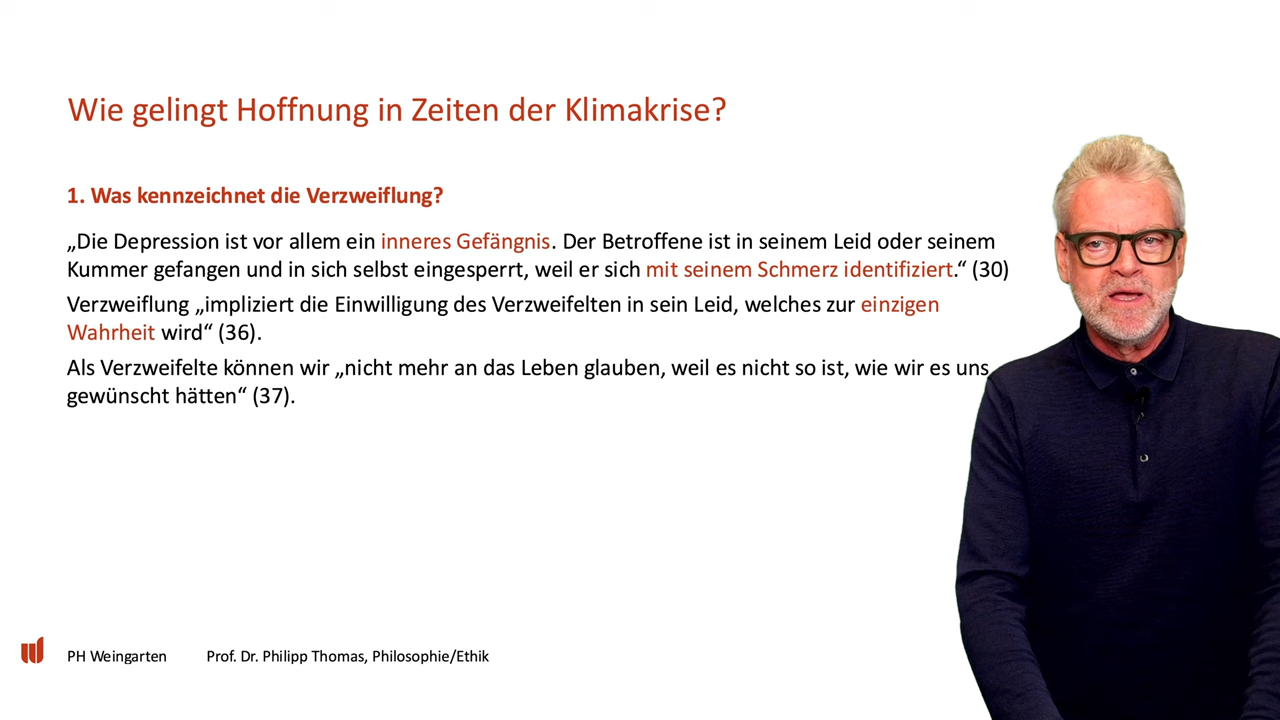 Wie gelingt Hoffnung in Zeiten der Klimakrise?
1. Was kennzeichnet die Verzweiflung?
„Die Depression ist vor allem ein inneres Gefängnis. Der Betroffene ist in seinem Leid oder seinem
Kummer gefangen und in sich selbst eingesperrt, weil er sich mit seinem Schmerz identifiziert.“ (30)
Verzweiflung „impliziert die Einwilligung des Verzweifelten in sein Leid, welches zur einzigen
Wahrheit wird“ (36).
Als Verzweifelte können wir „nicht mehr an das Leben glauben, weil es nicht so ist, wie wir es uns
gewünscht hätten“ (37).
PH Weingarten Prof. Dr. Philipp Thomas, Philosophie/Ethik